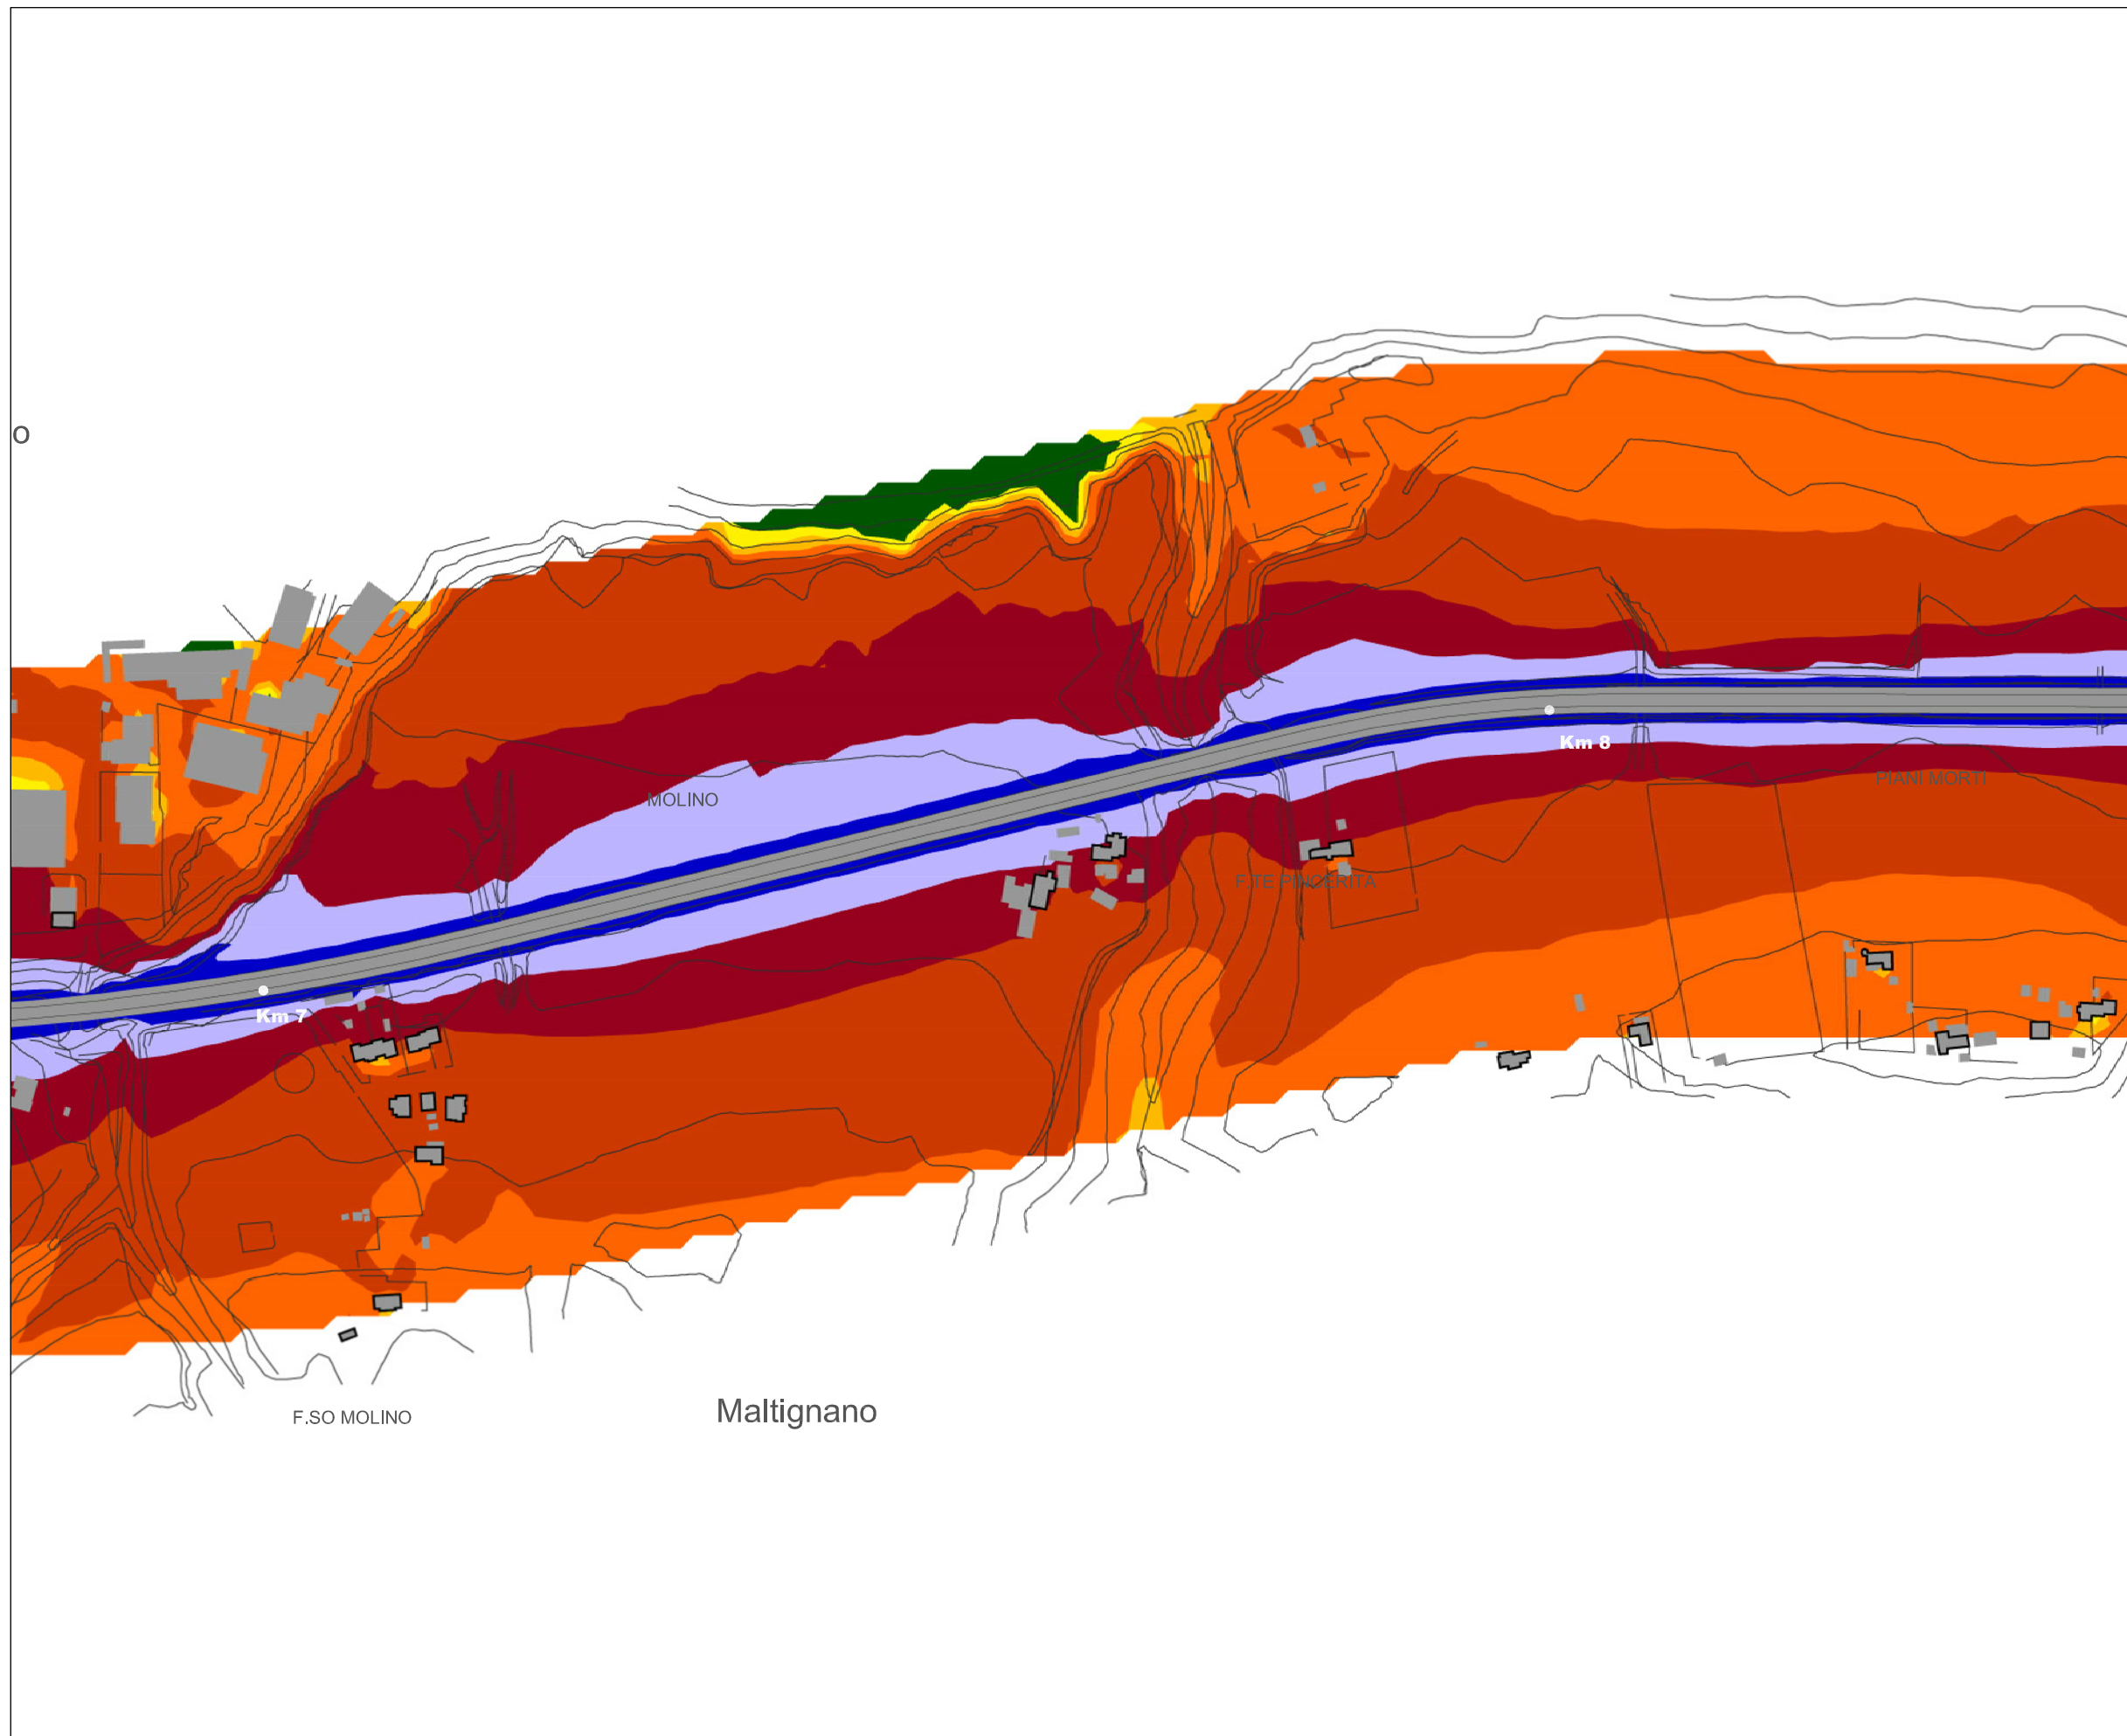 o
Km 8
PIANI MORTI
MOLINO
F.TE PINCERITA
Km 7
Maltignano
F.SO MOLINO